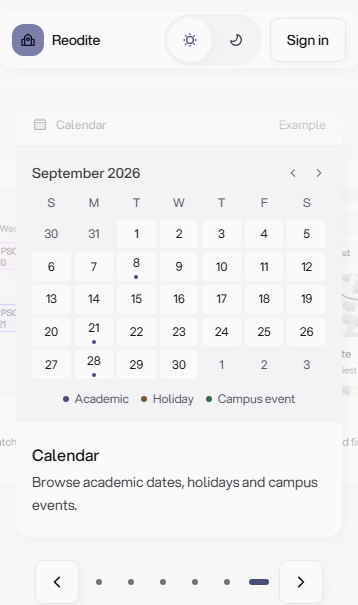 Reodite
Sign in
Calendar Example
September 2026
S M T W T F S
30 31 1 2 3 4 5
6 7 8 9 10 11 12
13 14 15 16 17 18 19
20 21 22 23 24 25 26
27 28 29 30 1 2 3
Academic Holiday Campus event
Calendar
Browse academic dates, holidays and campus
events.